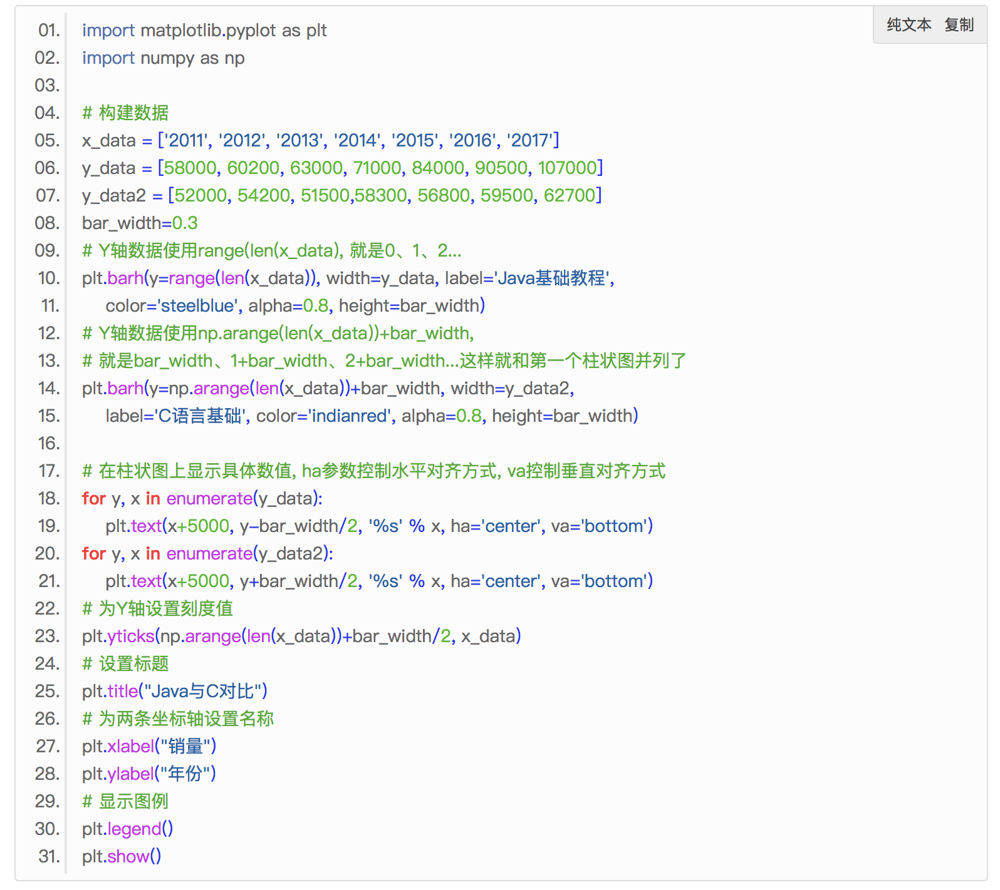 纯文本 复制
01. import matplotlib.pyplot as plt
02. import numpy as np
03.
04. # 构建数据
05. x_data = ['2011', '2012', '2013', '2014', '2015', '2016', '2017']
06. y_data = [58000, 60200, 63000, 71000, 84000, 90500, 107000]
07. y_data2 = [52000, 54200, 51500,58300, 56800, 59500, 62700]
08. bar_width=0.3
09. # Y轴数据使用range(len(x_data), 就是0、1、2...
10. plt.barh(y=range(len(x_data)), width=y_data, label='Java基础教程',
11.     color='steelblue', alpha=0.8, height=bar_width)
12. # Y轴数据使用np.arange(len(x_data))+bar_width,
13. # 就是bar_width、1+bar_width、2+bar_width...这样就和第一个柱状图并列了
14. plt.barh(y=np.arange(len(x_data))+bar_width, width=y_data2,
15.     label='C语言基础', color='indianred', alpha=0.8, height=bar_width)
16.
17. # 在柱状图上显示具体数值, ha参数控制水平对齐方式, va控制垂直对齐方式
18. for y, x in enumerate(y_data):
19.     plt.text(x+5000, y-bar_width/2, '%s' % x, ha='center', va='bottom')
20. for y, x in enumerate(y_data2):
21.     plt.text(x+5000, y+bar_width/2, '%s' % x, ha='center', va='bottom')
22. # 为Y轴设置刻度值
23. plt.yticks(np.arange(len(x_data))+bar_width/2, x_data)
24. # 设置标题
25. plt.title("Java与C对比")
26. # 为两条坐标轴设置名称
27. plt.xlabel("销量")
28. plt.ylabel("年份")
29. # 显示图例
30. plt.legend()
31. plt.show()